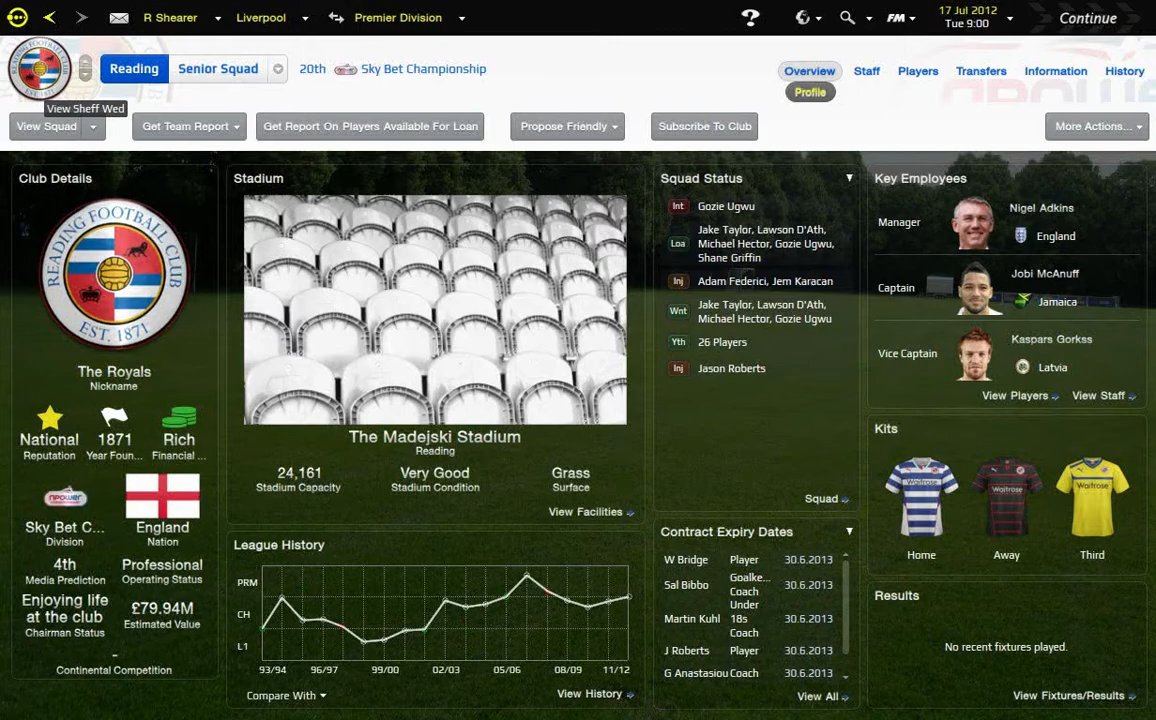 R Shearer
Liverpool
Premier Division
?
FM
17 Jul 2012
Tue 9:00
Continue
Reading
Senior Squad
20th
Sky Bet Championship
Overview
Staff
Players
Transfers
Information
History
Profile
View Sheff Wed
View Squad
Get Team Report
Get Report On Players Available For Loan
Propose Friendly
Subscribe To Club
More Actions...
Club Details
READING FOOTBALL CLUB
EST. 1871
The Royals
Nickname
National
Reputation
1871
Year Foun...
Rich
Financial ...
npower
Sky Bet C...
Division
England
Nation
4th
Media Prediction
Professional
Operating Status
Enjoying life
at the club
Chairman Status
£79.94M
Estimated Value
-
Continental Competition
Stadium
The Madejski Stadium
Reading
24,161
Stadium Capacity
Very Good
Stadium Condition
Grass
Surface
View Facilities
League History
PRM
CH
L1
93/94
96/97
99/00
02/03
05/06
08/09
11/12
Compare With
View History
Squad Status
Int
Gozie Ugwu
Loa
Jake Taylor, Lawson D'Ath,
Michael Hector, Gozie Ugwu,
Shane Griffin
Inj
Adam Federici, Jem Karacan
Wnt
Jake Taylor, Lawson D'Ath,
Michael Hector, Gozie Ugwu
Yth
26 Players
Inj
Jason Roberts
Squad
Contract Expiry Dates
W Bridge Player 30.6.2013
Sal Bibbo Goalke... Coach 30.6.2013
Martin Kuhl Under 18s Coach 30.6.2013
J Roberts Player 30.6.2013
G Anastasiou Coach 30.6.2013
View All
Key Employees
Manager
Nigel Adkins
England
Captain
Jobi McAnuff
Jamaica
Vice Captain
Kaspars Gorkss
Latvia
View Players
View Staff
Kits
Waitrose
Waitrose
Waitrose
Home
Away
Third
Results
No recent fixtures played.
View Fixtures/Results